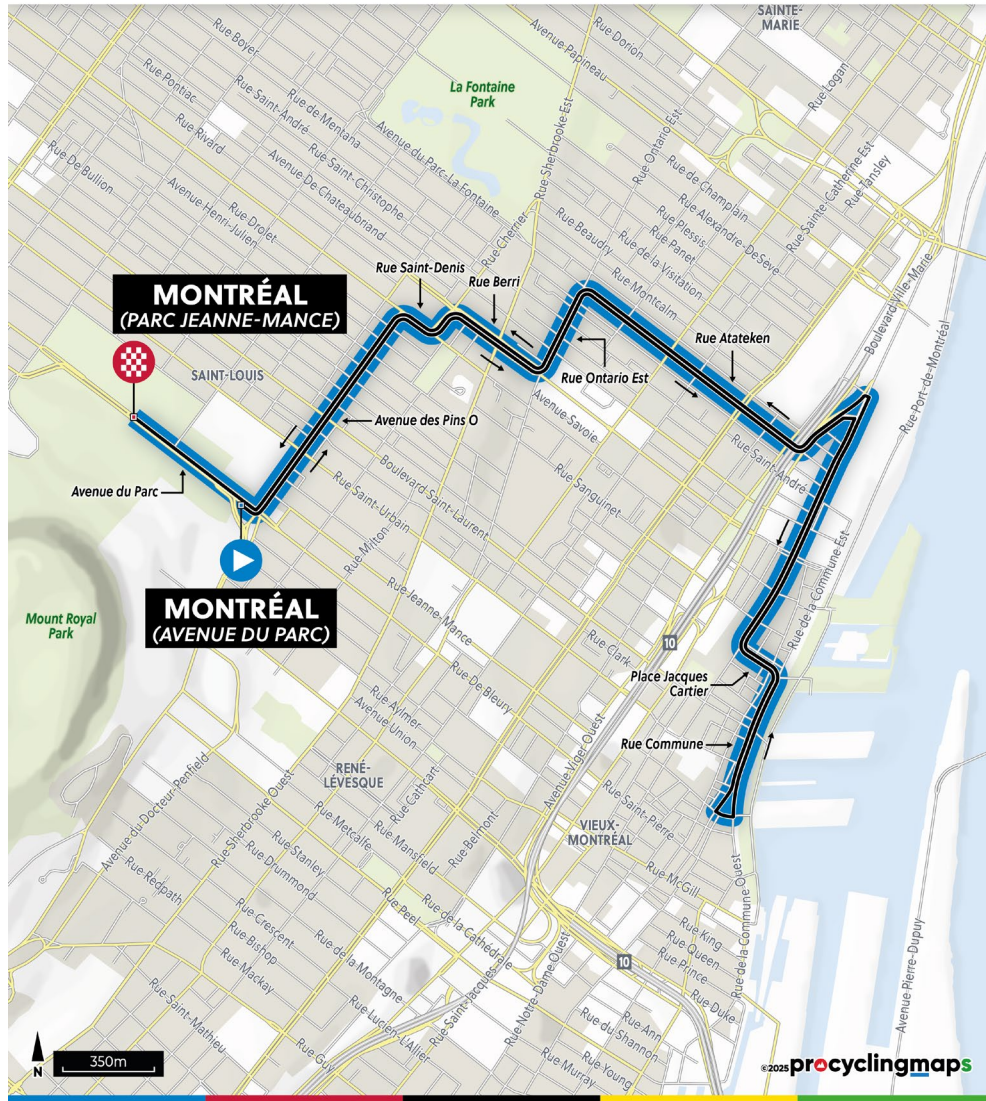 SAINTE-
MARIE
Rue Dorion
Avenue Papineau
Rue Boyer
Rue Logan
La Fontaine
Park
Rue Pontiac
Rue Saint-André
Rue de Mentana
Rue Rivard
Avenue du Parc-La Fontaine
Rue Sherbrooke Est
Rue Ontario Est
Rue Sainte-Catherine Est
Rue Tansley
Rue De Bullion
Rue Saint-Christophe
Avenue De Chateaubriand
Avenue Henri-Julien
Rue Drolet
Rue Cherrier
Rue de Champlain
Rue Alexandre-DeSève
Rue Plessis
Rue Panet
Rue de la Visitation
Rue Beaudry
Rue Montcalm
Boulevard Ville-Marie
Rue Port-de-Montréal
Rue Saint-Denis
Rue Berri
MONTRÉAL
(PARC JEANNE-MANCE)
Rue Atateken
SAINT-LOUIS
Rue Ontario Est
Avenue des Pins O
Avenue Savoie
Rue Saint-André
Avenue du Parc
Boulevard Saint-Laurent
Rue Sanguinet
Rue Saint-Urbain
Rue Milton
Rue de la Commune Est
MONTRÉAL
(AVENUE DU PARC)
Rue Jeanne-Mance
Mount Royal
Park
10
Rue Clark
Place Jacques
Cartier
Rue De Bleury
Rue Aylmer
Avenue Union
Avenue Viger Ouest
Rue Commune
RENÉ-
LÉVESQUE
Rue Cathcart
Avenue du Docteur-Penfield
Rue Sherbrooke Ouest
Rue Saint-Pierre
VIEUX-
MONTRÉAL
Rue Metcalfe
Rue Mansfield
Rue Belmont
Rue Stanley
Rue Drummond
Rue McGill
Rue Redpath
Rue Peel
Rue de la Cathédrale
Rue de la Commune Ouest
Rue Crescent
Rue Bishop
Rue Mackay
Rue de la Montagne
Rue King
Rue Queen
Rue Prince
Rue Duke
10
Avenue Pierre-Dupuy
Rue Saint-Jacques
Rue Notre-Dame Ouest
Rue Saint-Mathieu
Rue Lucien-L'Allier
Rue Guy
Rue Ann
Rue du Shannon
Rue Young
Rue Murray
N
350m
©2025 procyclingmaps